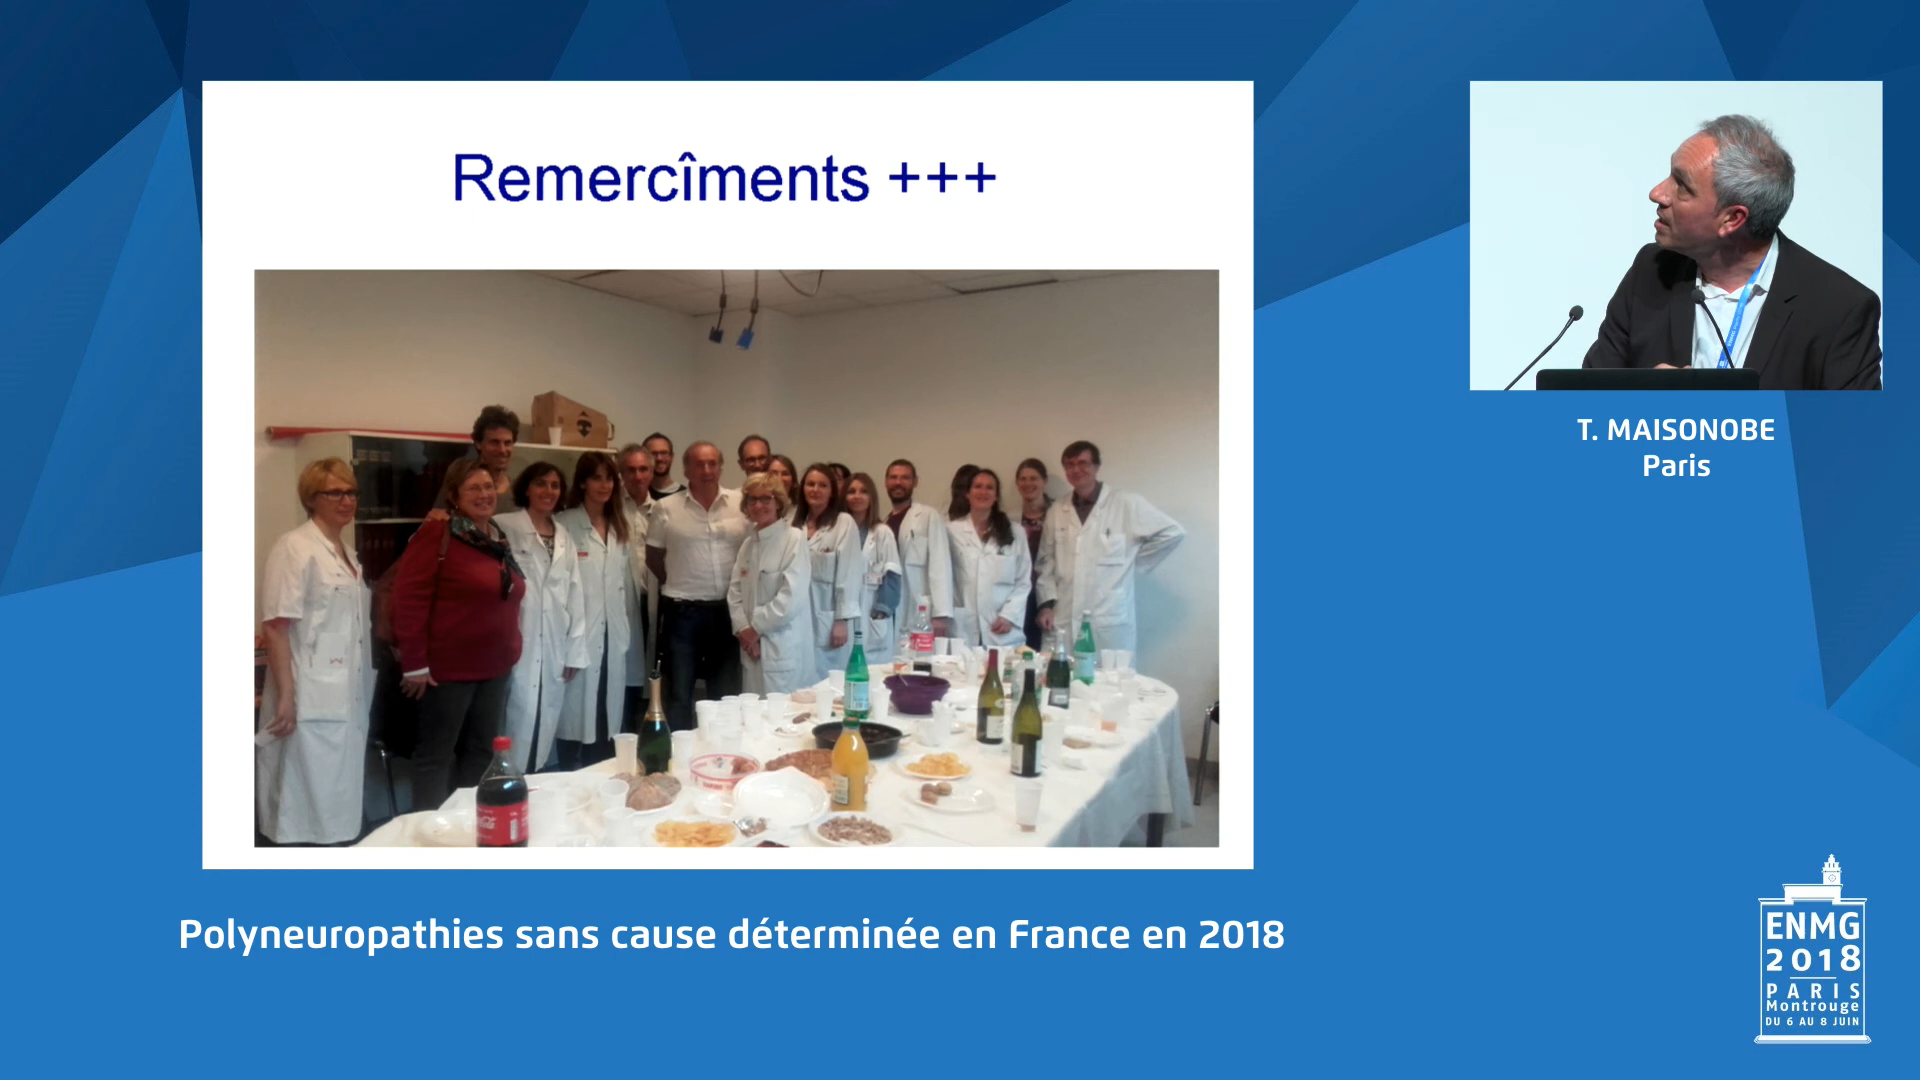 Remercîments +++
T. MAISONOBE
Paris
Polyneuropathies sans cause déterminée en France en 2018
ENMG
2018
PARIS
Montrouge
DU 6 AU 8 JUIN